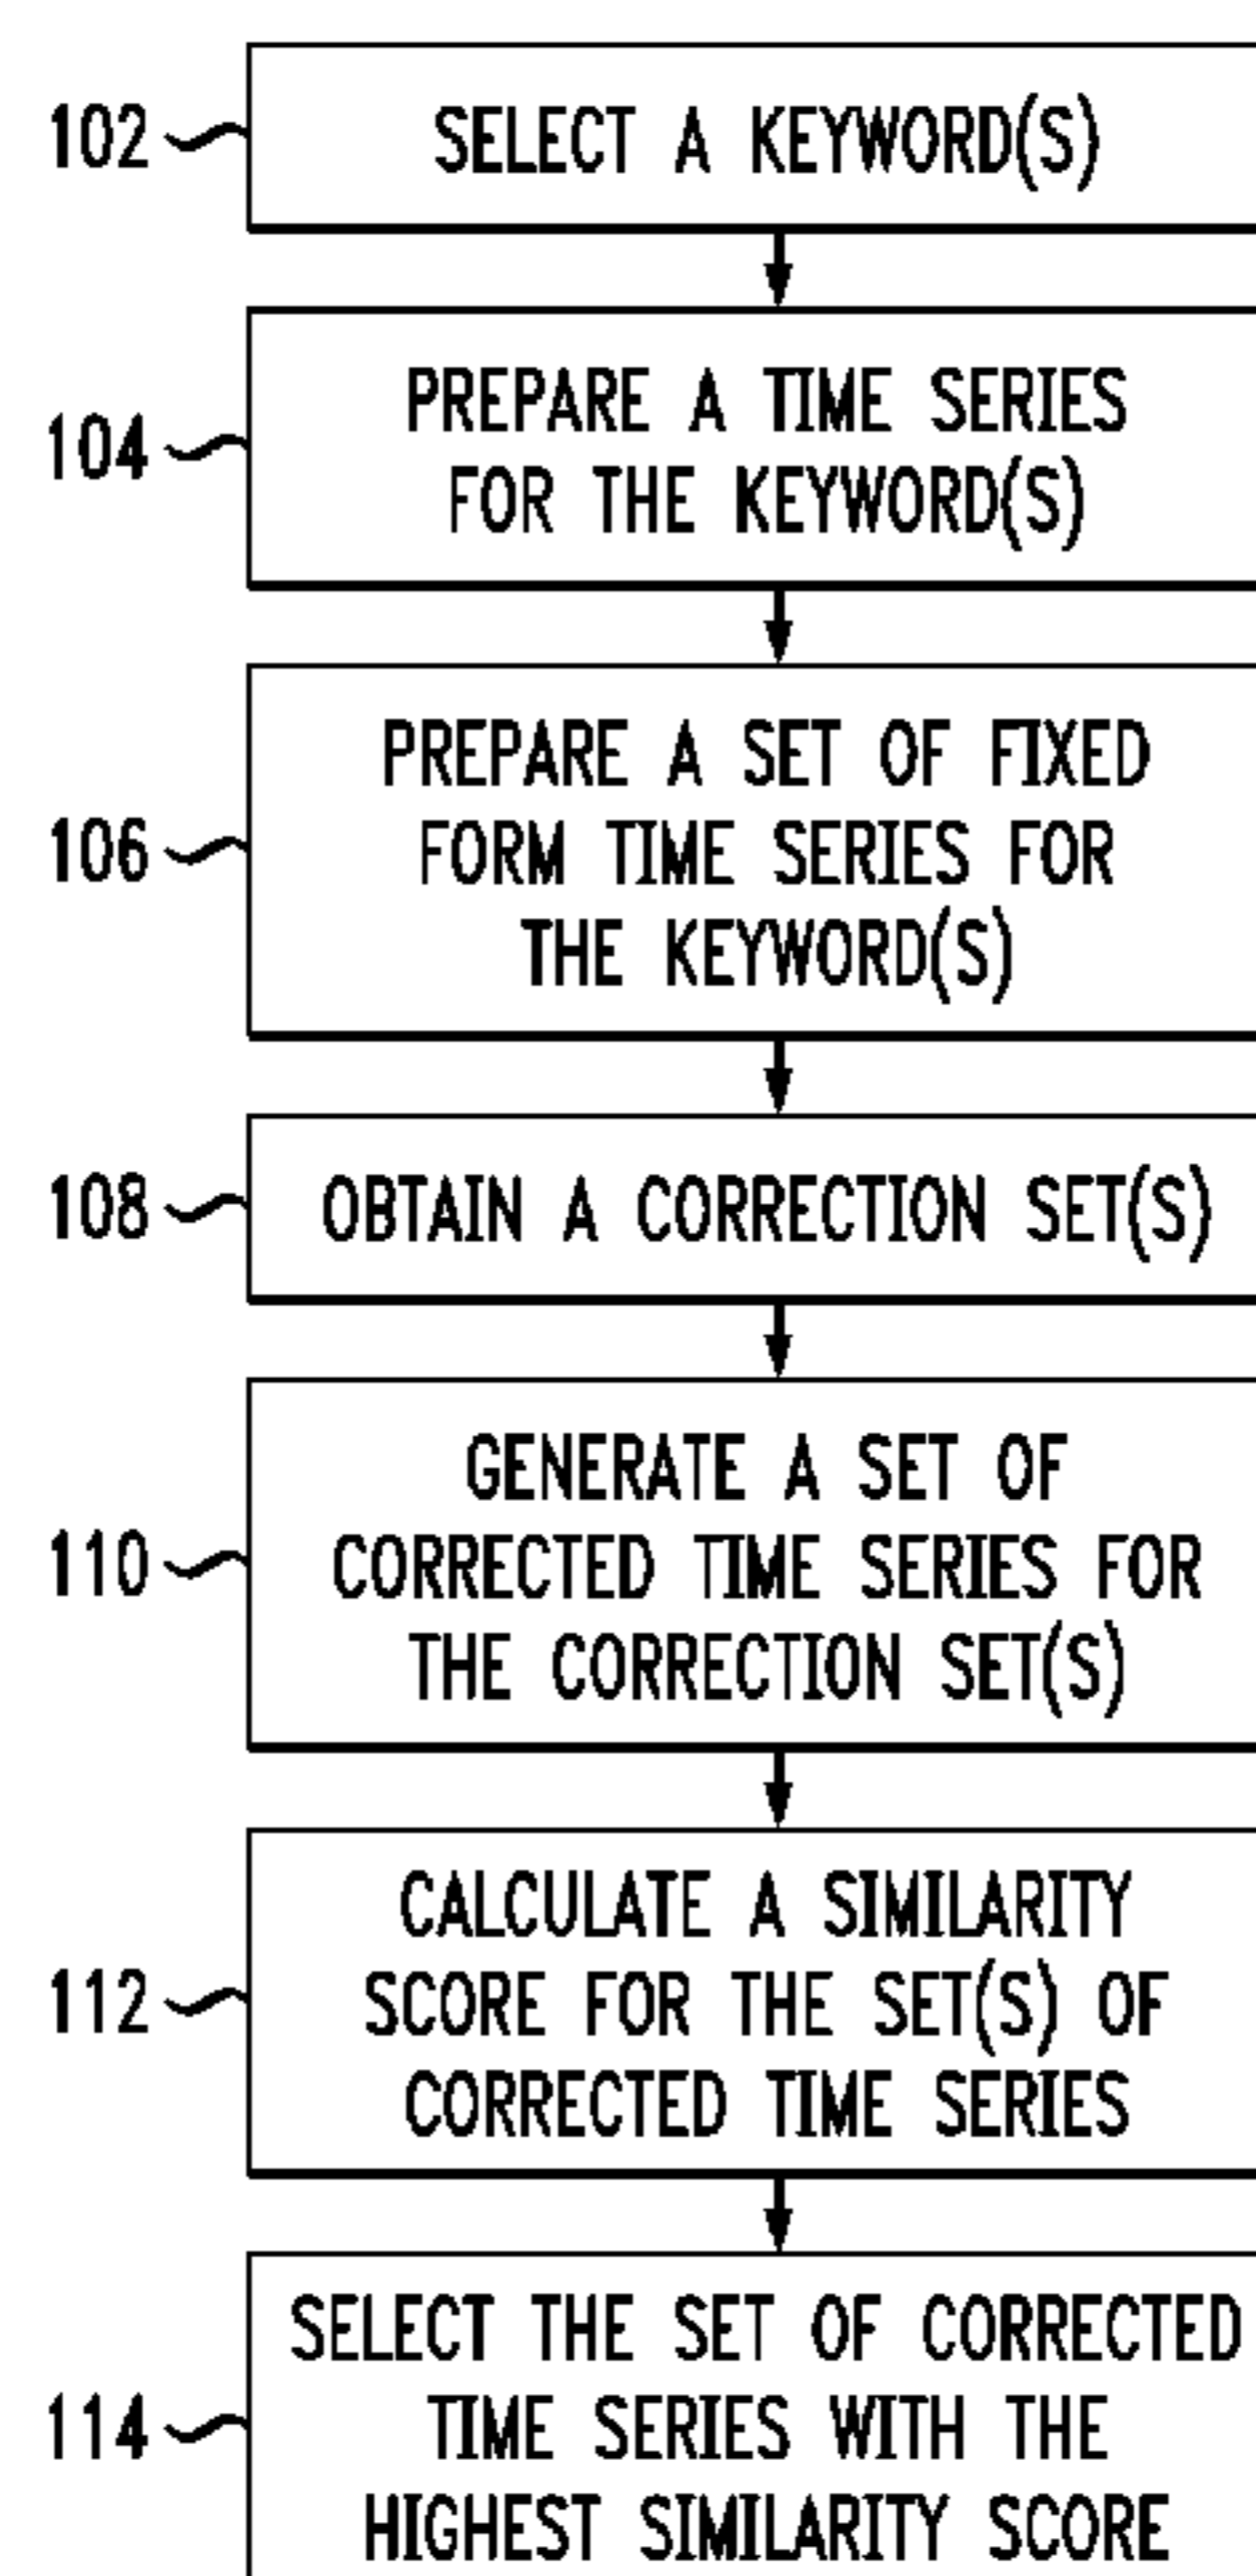 102
SELECT A KEYWORD(S)
104
PREPARE A TIME SERIES
FOR THE KEYWORD(S)
106
PREPARE A SET OF FIXED
FORM TIME SERIES FOR
THE KEYWORD(S)
108
OBTAIN A CORRECTION SET(S)
110
GENERATE A SET OF
CORRECTED TIME SERIES FOR
THE CORRECTION SET(S)
112
CALCULATE A SIMILARITY
SCORE FOR THE SET(S) OF
CORRECTED TIME SERIES
114
SELECT THE SET OF CORRECTED
TIME SERIES WITH THE
HIGHEST SIMILARITY SCORE